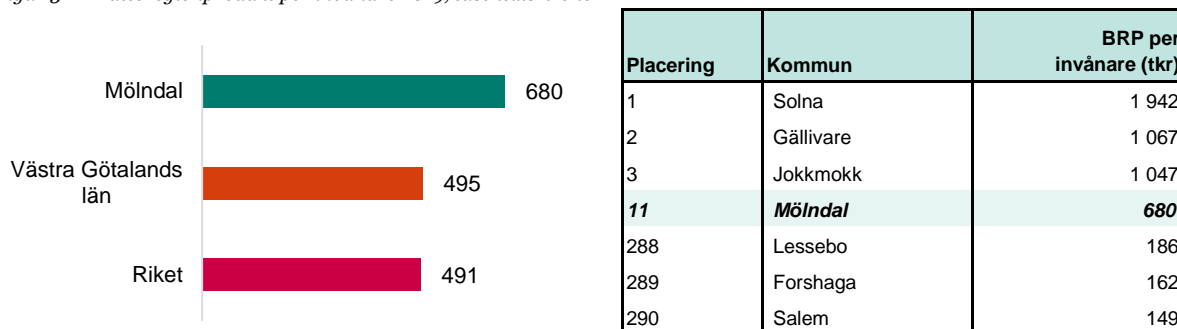 Mölndal 680
Västra Götalands
län 495
Riket 491
BRP per
Placering Kommun invånare (tkr)
1 Solna 1 942
2 Gällivare 1 067
3 Jokkmokk 1 047
11 Mölndal 680
288 Lessebo 186
289 Forshaga 162
290 Salem 149